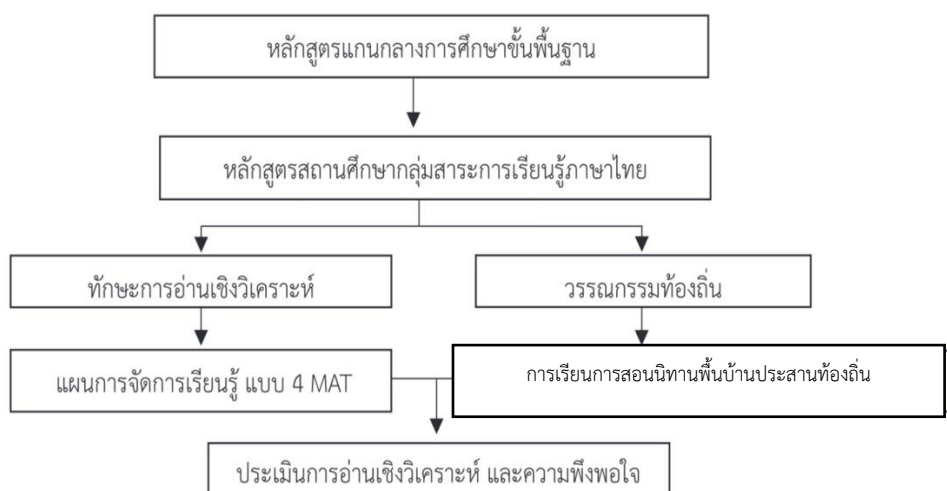 หลักสูตรแกนกลางการศึกษาขั้นพื้นฐาน
หลักสูตรสถานศึกษากลุ่มสาระการเรียนรู้ภาษาไทย
ทักษะการอ่านเชิงวิเคราะห์
วรรณกรรมท้องถิ่น
แผนการจัดการเรียนรู้ แบบ 4 MAT
การเรียนการสอนนิทานพื้นบ้านประสานท้องถิ่น
ประเมินการอ่านเชิงวิเคราะห์ และความพึงพอใจ